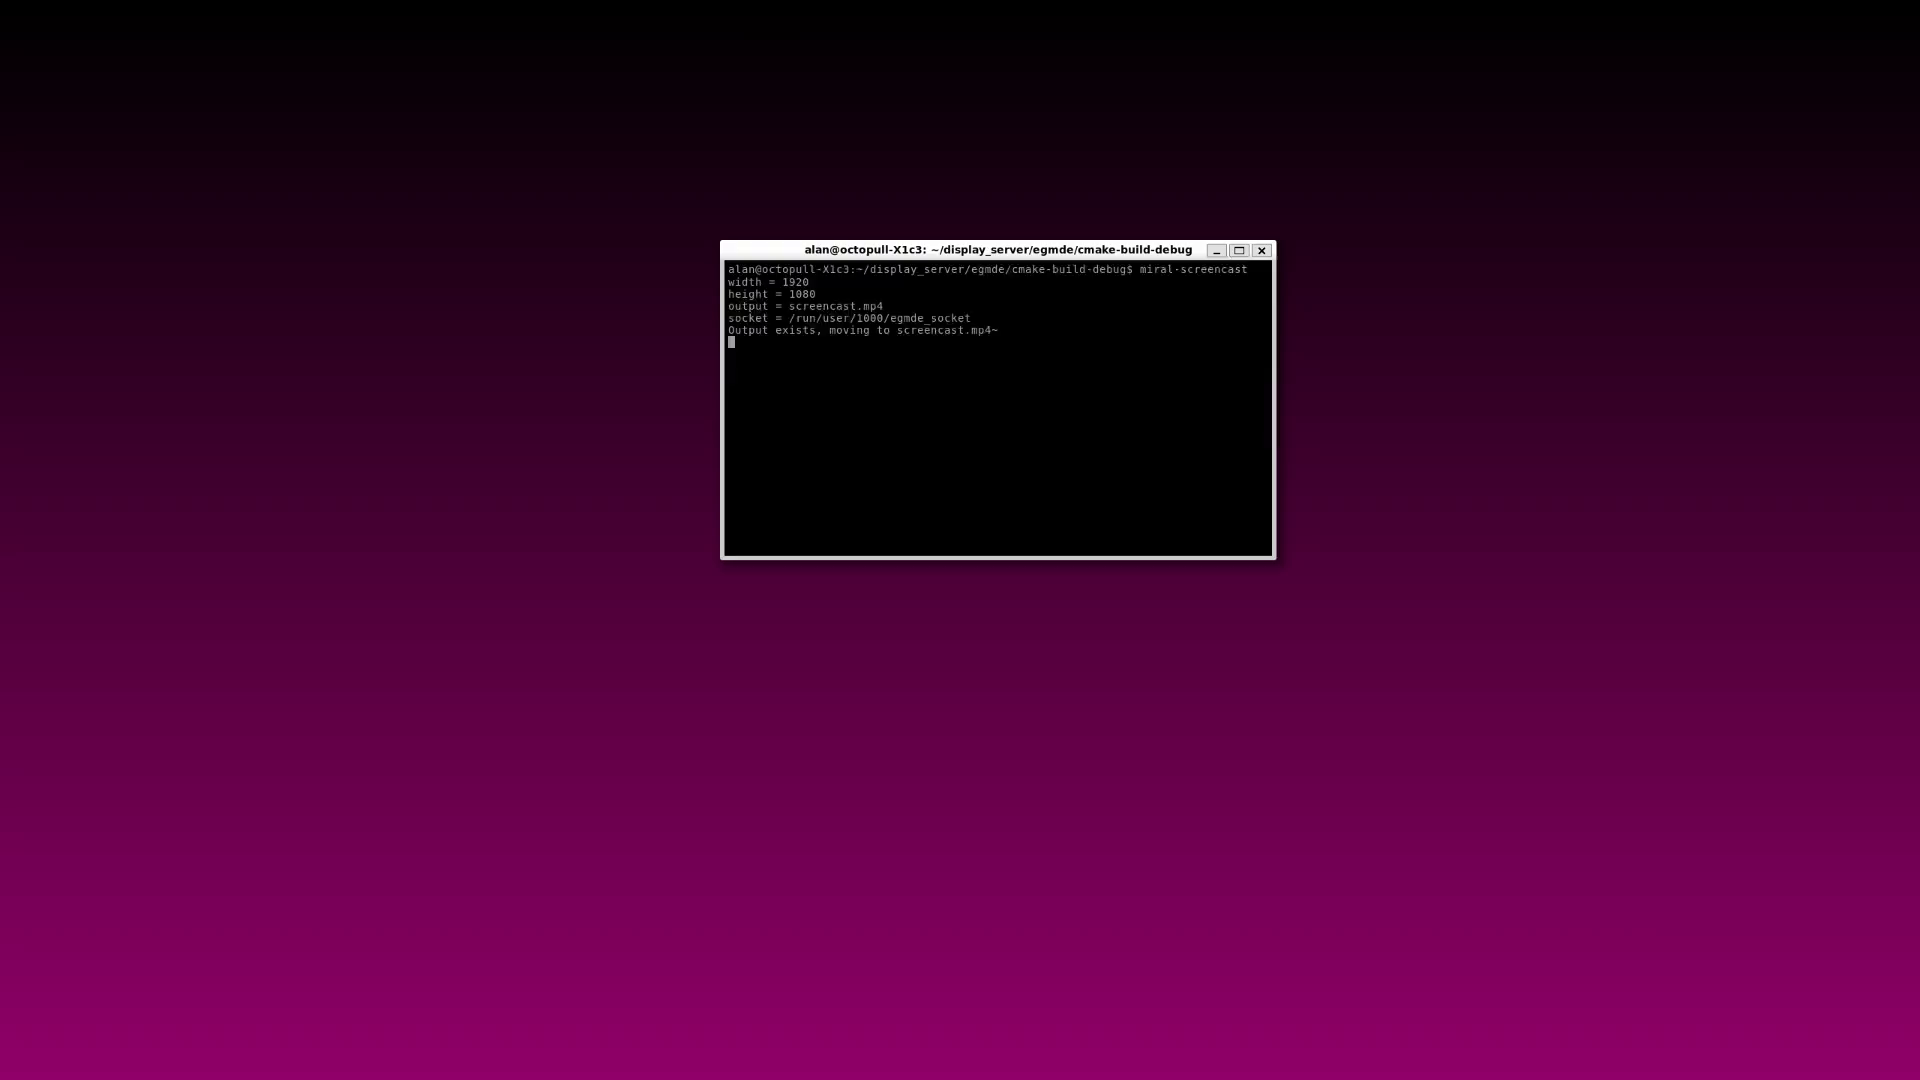 alan@octopull-X1c3: ~/display_server/egmde/cmake-build-debug
alan@octopull-X1c3:~/display_server/egmde/cmake-build-debug$ miral-screencast
width = 1920
height = 1080
output = screencast.mp4
socket = /run/user/1000/egmde_socket
Output exists, moving to screencast.mp4~